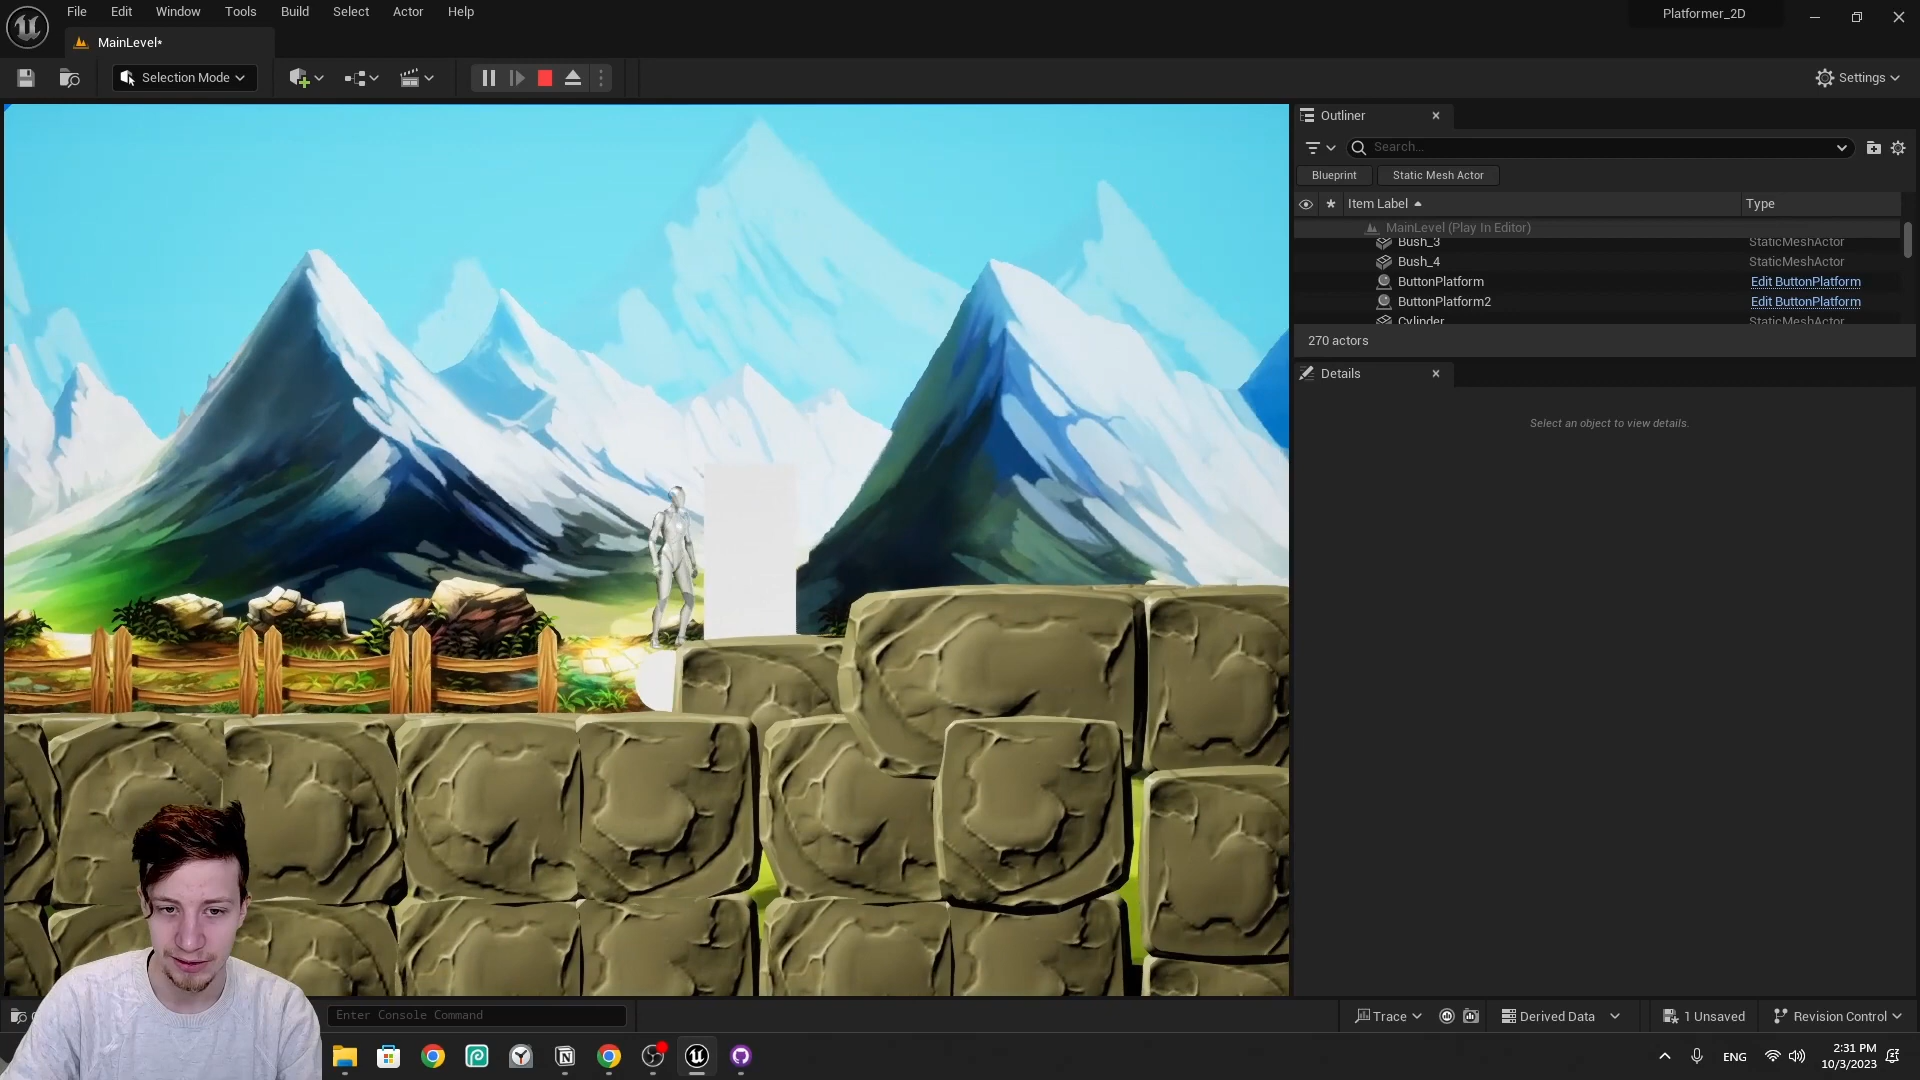 File Edit Window Tools Build Select Actor Help
Platformer_2D
MainLevel*
Selection Mode
Settings
Outliner
Search...
Blueprint Static Mesh Actor
Item Label Type
MainLevel (Play In Editor)
Bush_3 StaticMeshActor
Bush_4 StaticMeshActor
ButtonPlatform Edit ButtonPlatform
ButtonPlatform2 Edit ButtonPlatform
Cylinder StaticMeshActor
270 actors
Details
Select an object to view details.
Enter Console Command
Trace Derived Data 1 Unsaved Revision Control
ENG
2:31 PM
10/3/2023